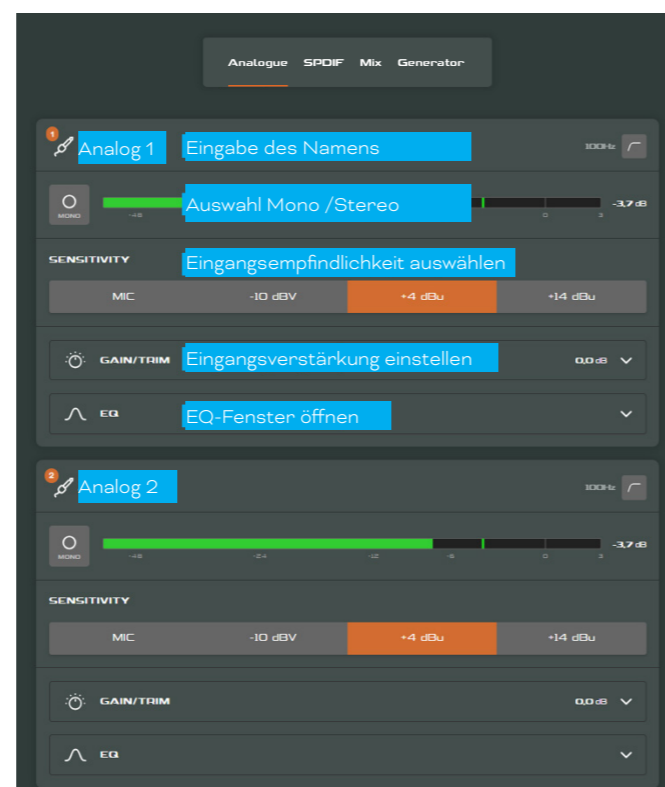 Analogue SPDIF Mix Generator
1
Analog 1 Eingabe des Namens 100Hz
MONO Auswahl Mono /Stereo -3,7 dB
-48 0 3
SENSITIVITY Eingangsempfindlichkeit auswählen
MIC -10 dBV +4 dBu +14 dBu
GAIN/TRIM Eingangsverstärkung einstellen 0,0 dB
EQ EQ-Fenster öffnen
2
Analog 2 100Hz
MONO -3,7 dB
-48 -24 -12 -6 0 3
SENSITIVITY
MIC -10 dBV +4 dBu +14 dBu
GAIN/TRIM 0,0 dB
EQ